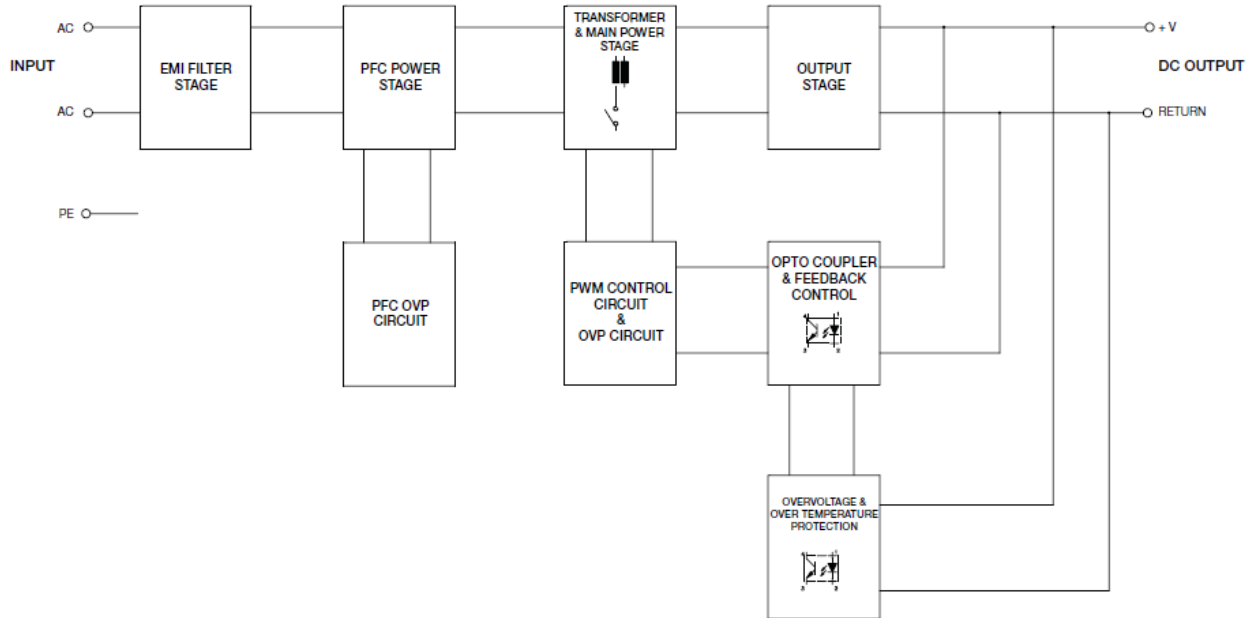 AC
INPUT
AC
PE
EMI FILTER
STAGE
PFC POWER
STAGE
TRANSFORMER
& MAIN POWER
STAGE
OUTPUT
STAGE
+ V
DC OUTPUT
RETURN
PFC OVP
CIRCUIT
PWM CONTROL
CIRCUIT
&
OVP CIRCUIT
OPTO COUPLER
& FEEDBACK
CONTROL
OVERVOLTAGE &
OVER TEMPERATURE
PROTECTION